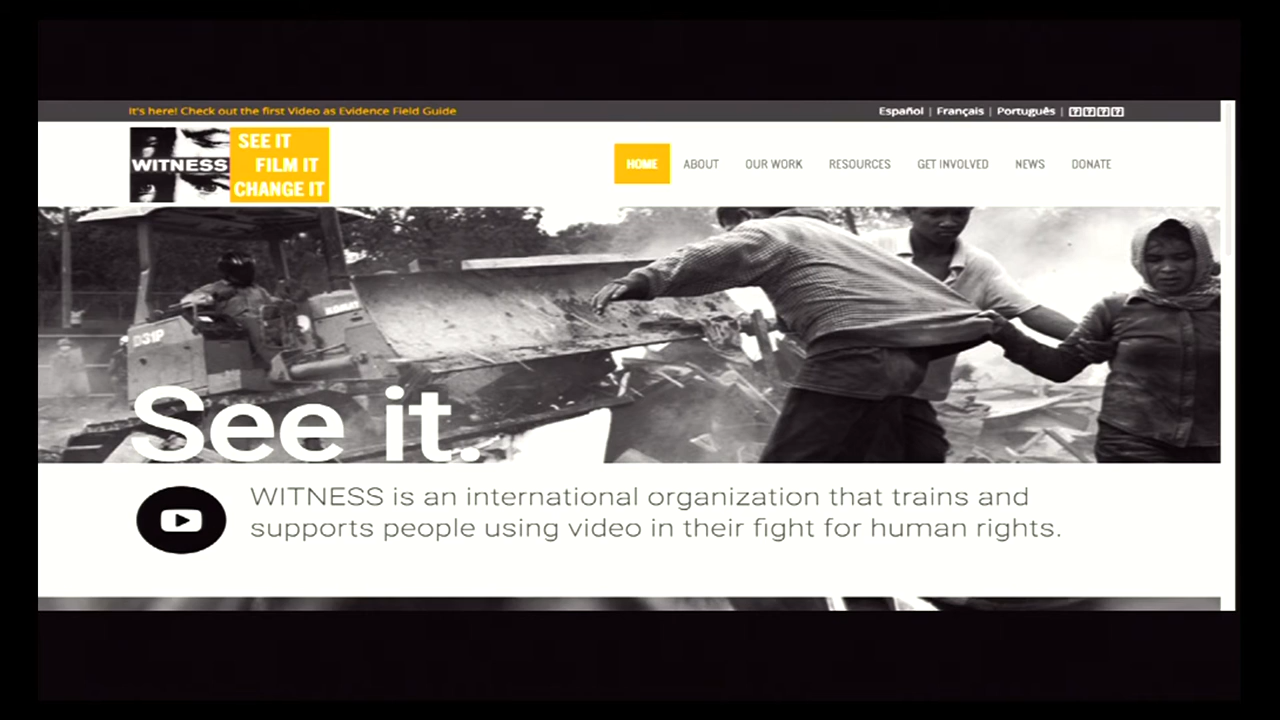 It's here! Check out the first Video as Evidence Field Guide
Español | Français | Português |
WITNESS
SEE IT
FILM IT
CHANGE IT
HOME ABOUT OUR WORK RESOURCES GET INVOLVED NEWS DONATE
D31P
KOMAT
See it.
WITNESS is an international organization that trains and
supports people using video in their fight for human rights.